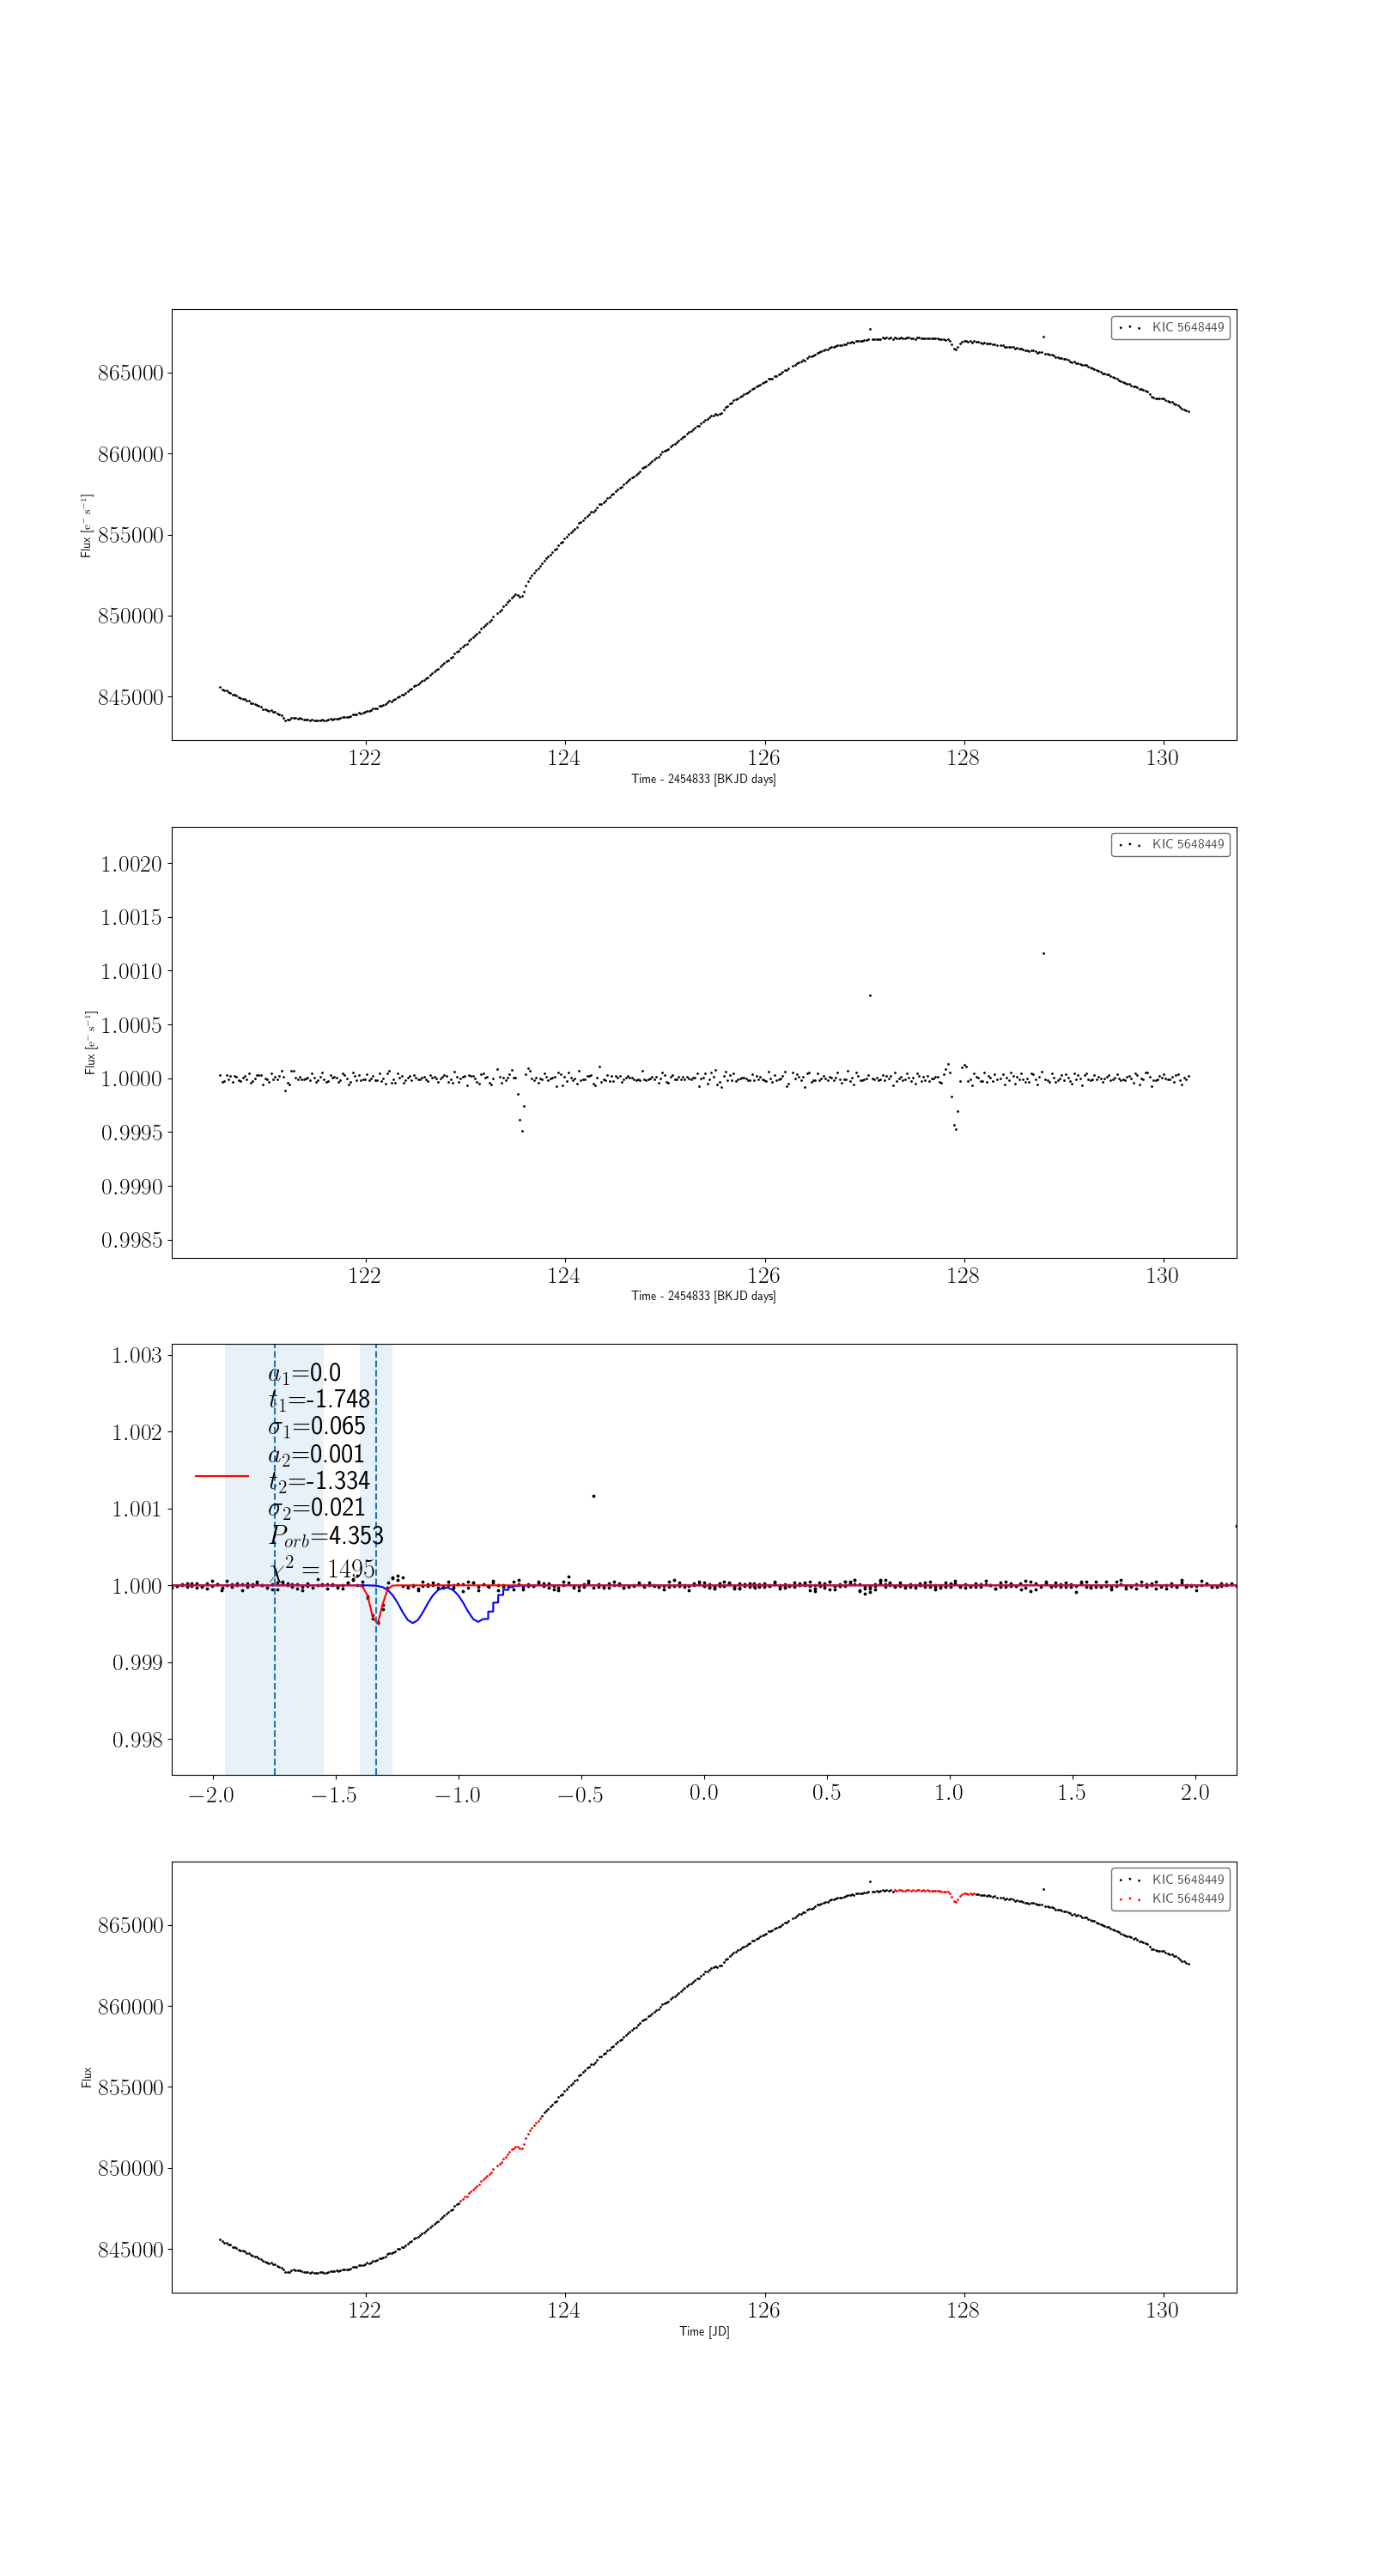 KIC 5648449
865000
860000
855000
850000
845000
Flux [e⁻ s⁻¹]
122 124 126 128 130
Time - 2454833 [BKJD days]
KIC 5648449
1.0020
1.0015
1.0010
1.0005
1.0000
0.9995
0.9990
0.9985
Flux [e⁻ s⁻¹]
122 124 126 128 130
Time - 2454833 [BKJD days]
1.003
1.002
1.001
1.000
0.999
0.998
a₁=0.0
t₁=-1.748
σ₁=0.065
a₂=0.001
t₂=-1.334
σ₂=0.021
P_orb=4.353
χ² = 1495
−2.0 −1.5 −1.0 −0.5 0.0 0.5 1.0 1.5 2.0
KIC 5648449
KIC 5648449
865000
860000
855000
850000
845000
Flux
122 124 126 128 130
Time [JD]